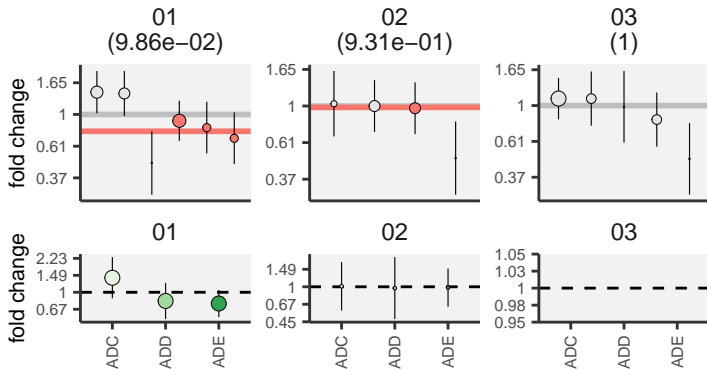 01
(9.86e−02)
02
(9.31e−01)
03
(1)
fold change
1.65
1
0.61
0.37
1.65
1
0.61
0.37
1.65
1
0.61
0.37
01
02
03
fold change
2.23
1.49
1
0.67
1.49
1
0.67
0.45
1.05
1.03
1
0.98
0.95
ADC
ADD
ADE
ADC
ADD
ADE
ADC
ADD
ADE